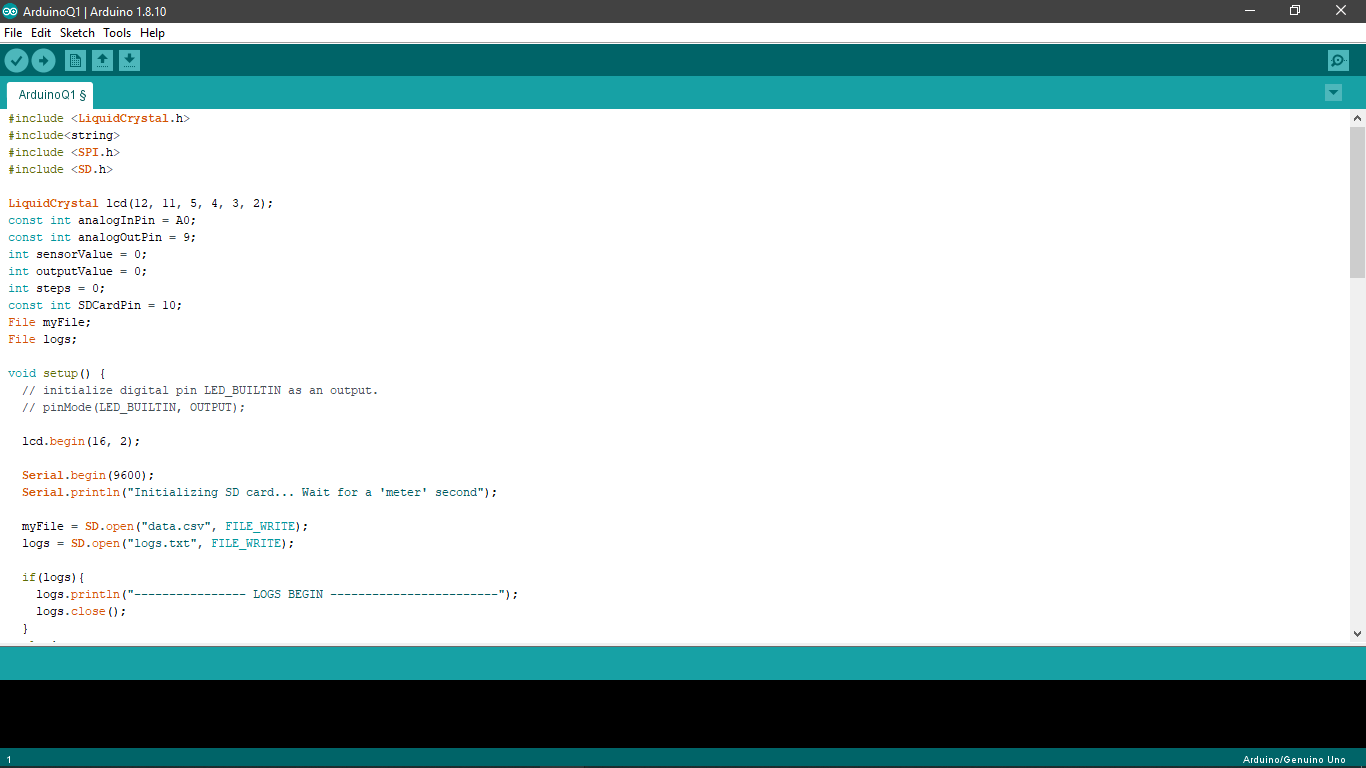 ArduinoQ1 | Arduino 1.8.10
File Edit Sketch Tools Help
ArduinoQ1 §
#include <LiquidCrystal.h>
#include<string>
#include <SPI.h>
#include <SD.h>
LiquidCrystal lcd(12, 11, 5, 4, 3, 2);
const int analogInPin = A0;
const int analogOutPin = 9;
int sensorValue = 0;
int outputValue = 0;
int steps = 0;
const int SDCardPin = 10;
File myFile;
File logs;
void setup() {
// initialize digital pin LED_BUILTIN as an output.
// pinMode(LED_BUILTIN, OUTPUT);
lcd.begin(16, 2);
Serial.begin(9600);
Serial.println("Initializing SD card... Wait for a 'meter' second");
myFile = SD.open("data.csv", FILE_WRITE);
logs = SD.open("logs.txt", FILE_WRITE);
if(logs){
logs.println("---------------- LOGS BEGIN ------------------------");
logs.close();
}
1
Arduino/Genuino Uno